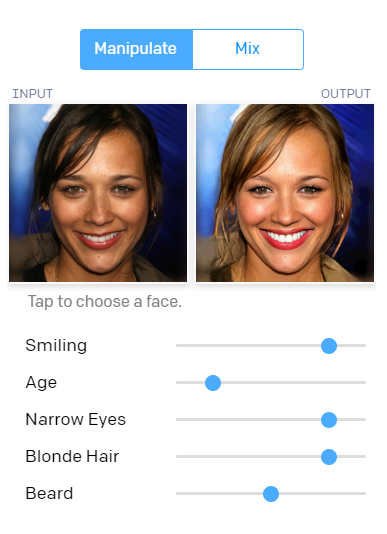 Manipulate Mix
INPUT OUTPUT
Tap to choose a face.
Smiling
Age
Narrow Eyes
Blonde Hair
Beard